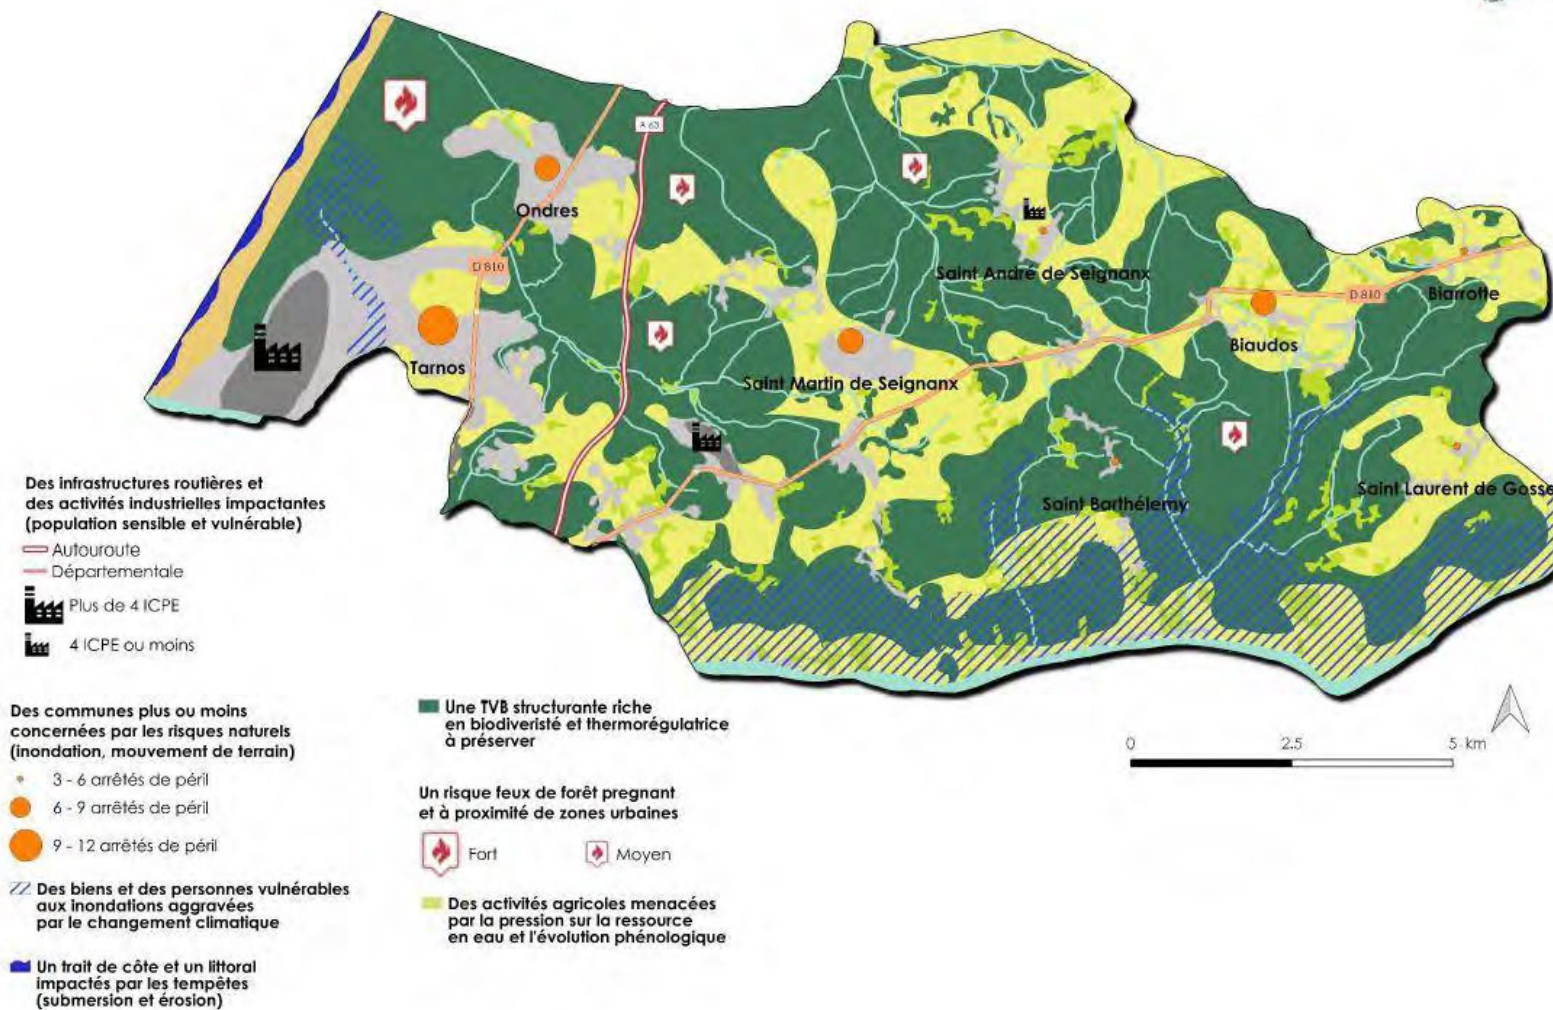 A 63
Ondres
D 810
Saint André de Seignanx
D 810
Biarrotte
Tarnos
Saint Martin de Seignanx
Biaudos
Saint Barthélemy
Saint Laurent de Gosse
Des infrastructures routières et
des activités industrielles impactantes
(population sensible et vulnérable)
Autouroute
Départementale
Plus de 4 ICPE
4 ICPE ou moins
Des communes plus ou moins
concernées par les risques naturels
(inondation, mouvement de terrain)
3 - 6 arrêtés de péril
6 - 9 arrêtés de péril
9 - 12 arrêtés de péril
Des biens et des personnes vulnérables
aux inondations aggravées
par le changement climatique
Un trait de côte et un littoral
impactés par les tempêtes
(submersion et érosion)
Une TVB structurante riche
en biodiveristé et thermorégulatrice
à préserver
Un risque feux de forêt pregnant
et à proximité de zones urbaines
Fort
Moyen
Des activités agricoles menacées
par la pression sur la ressource
en eau et l'évolution phénologique
0 2.5 5 km